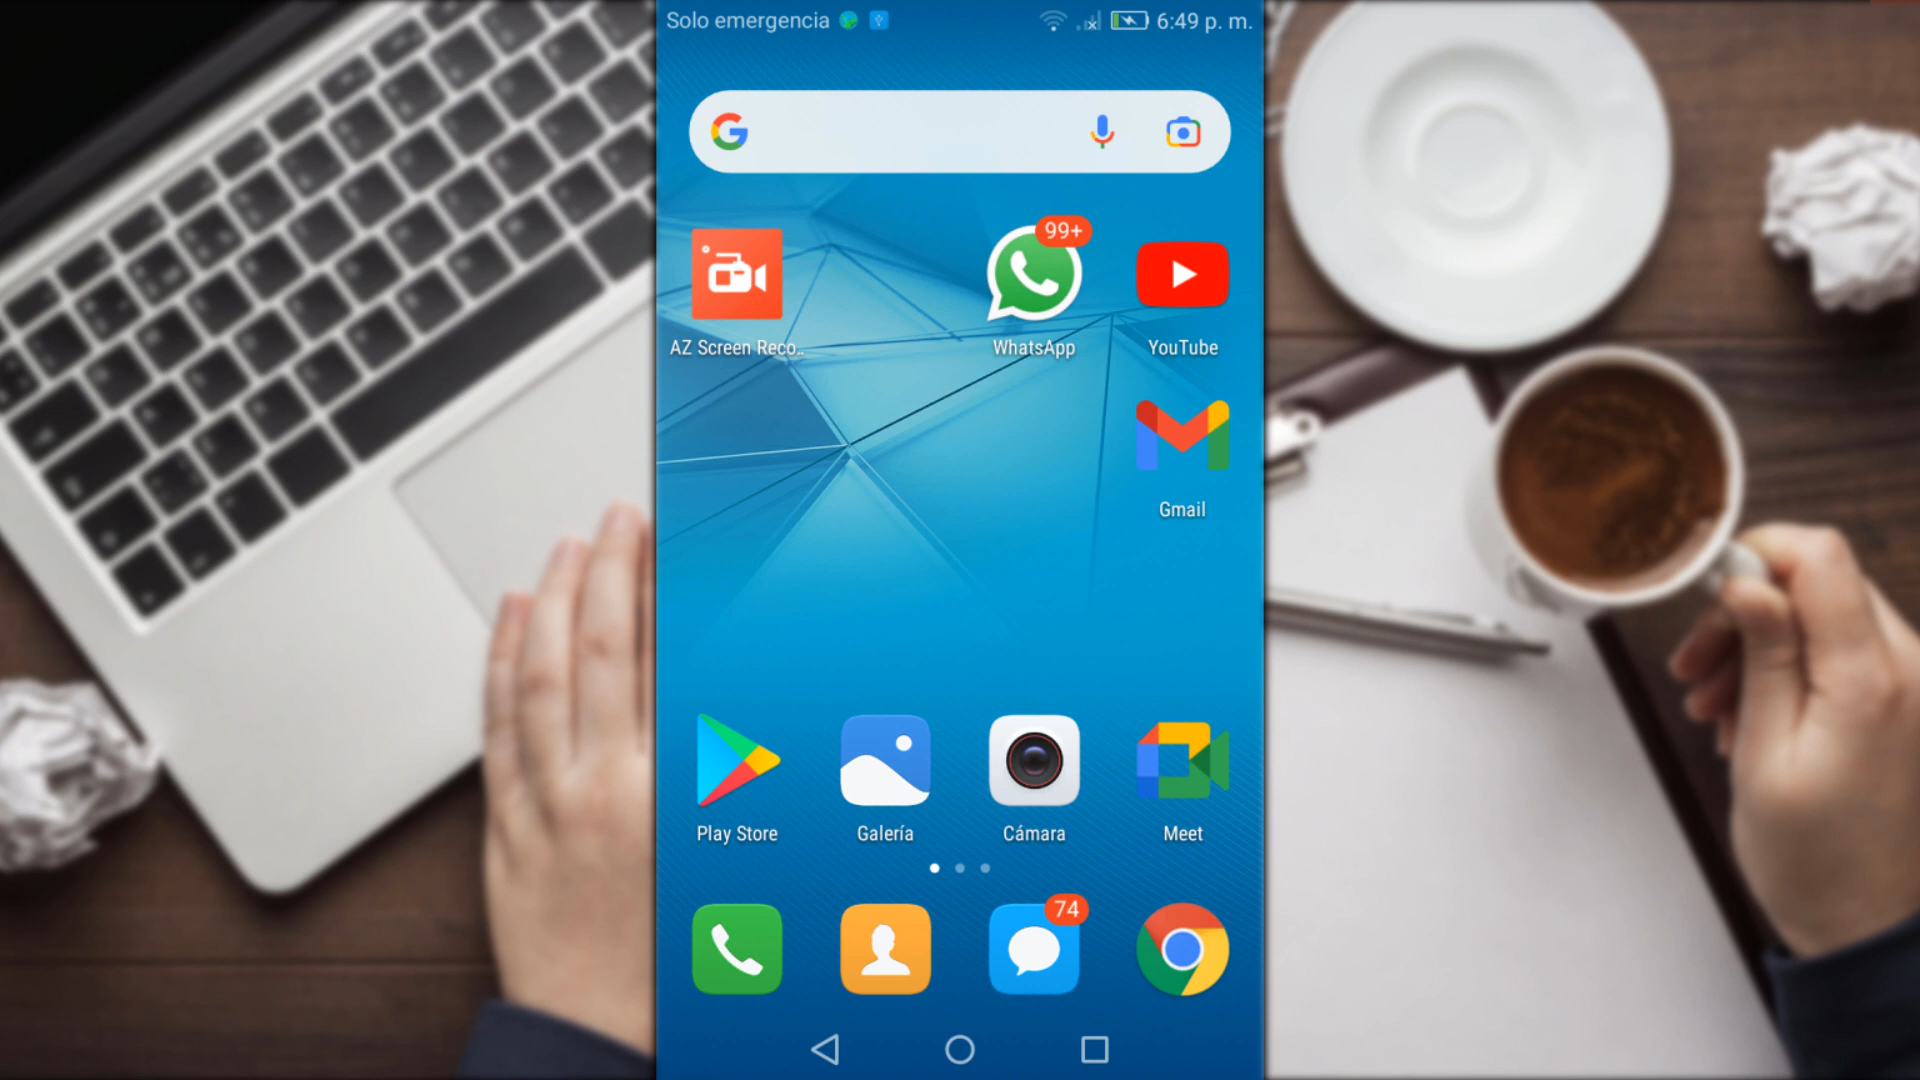 Solo emergencia 6:49 p. m.
99+
AZ Screen Reco..
WhatsApp
YouTube
Gmail
Play Store
Galería
Cámara
Meet
74